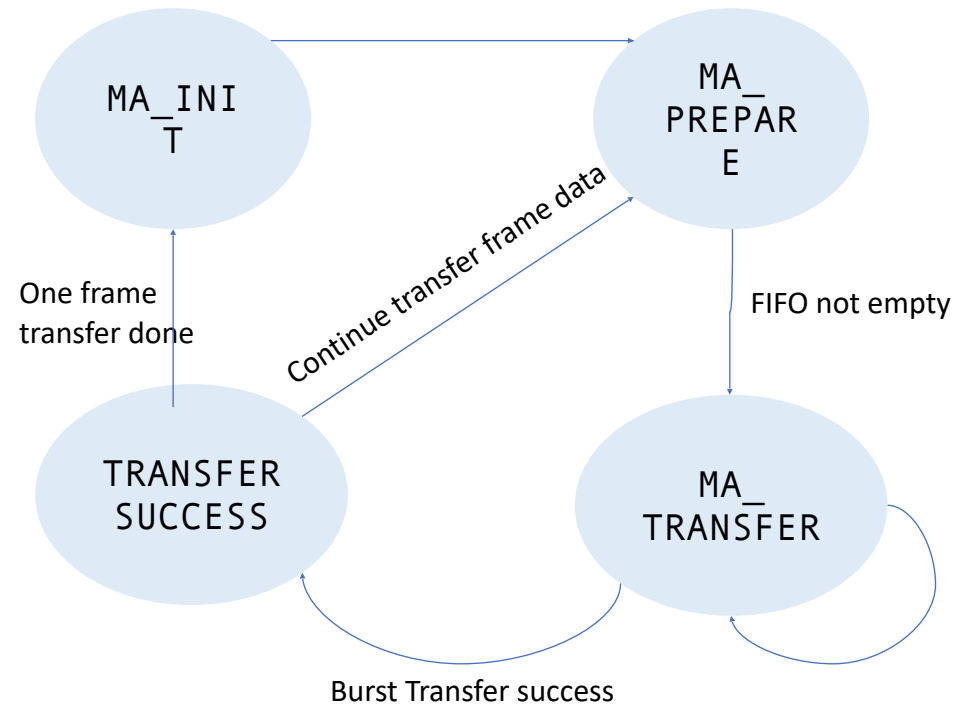 MA_INI
T
MA_
PREPAR
E
Continue transfer frame data
One frame
transfer done
FIFO not empty
TRANSFER
SUCCESS
MA_
TRANSFER
Burst Transfer success